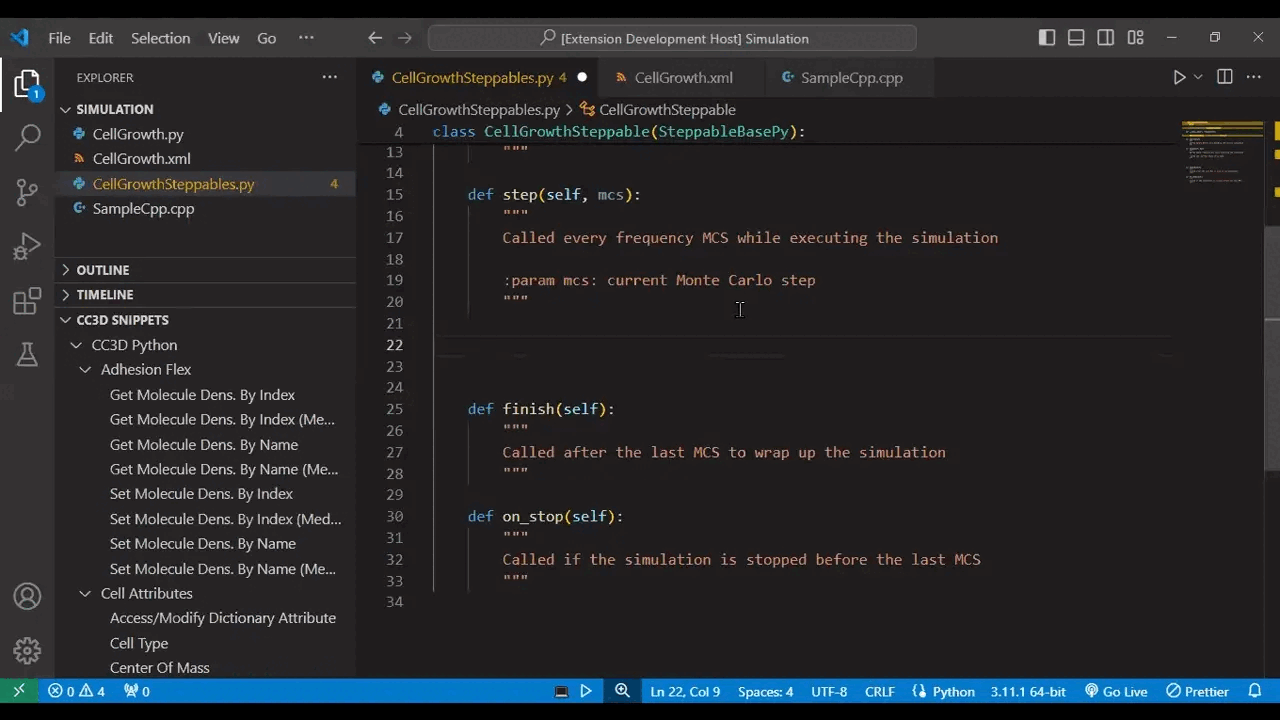 File Edit Selection View Go ··· [Extension Development Host] Simulation
EXPLORER
SIMULATION
CellGrowth.py
CellGrowth.xml
CellGrowthSteppables.py 4
SampleCpp.cpp
OUTLINE
TIMELINE
CC3D SNIPPETS
CC3D Python
Adhesion Flex
Get Molecule Dens. By Index
Get Molecule Dens. By Index (Me...
Get Molecule Dens. By Name
Get Molecule Dens. By Name (Me...
Set Molecule Dens. By Index
Set Molecule Dens. By Index (Med...
Set Molecule Dens. By Name
Set Molecule Dens. By Name (Me...
Cell Attributes
Access/Modify Dictionary Attribute
Cell Type
Center Of Mass
1
CellGrowthSteppables.py 4 CellGrowth.xml SampleCpp.cpp
CellGrowthSteppables.py > CellGrowthSteppable
4 class CellGrowthSteppable(SteppableBasePy):
13 """
14
15 def step(self, mcs):
16 """
17 Called every frequency MCS while executing the simulation
18
19 :param mcs: current Monte Carlo step
20 """
21
22
23
24
25 def finish(self):
26 """
27 Called after the last MCS to wrap up the simulation
28 """
29
30 def on_stop(self):
31 """
32 Called if the simulation is stopped before the last MCS
33 """
34
0 4 0 Ln 22, Col 9 Spaces: 4 UTF-8 CRLF Python 3.11.1 64-bit Go Live Prettier